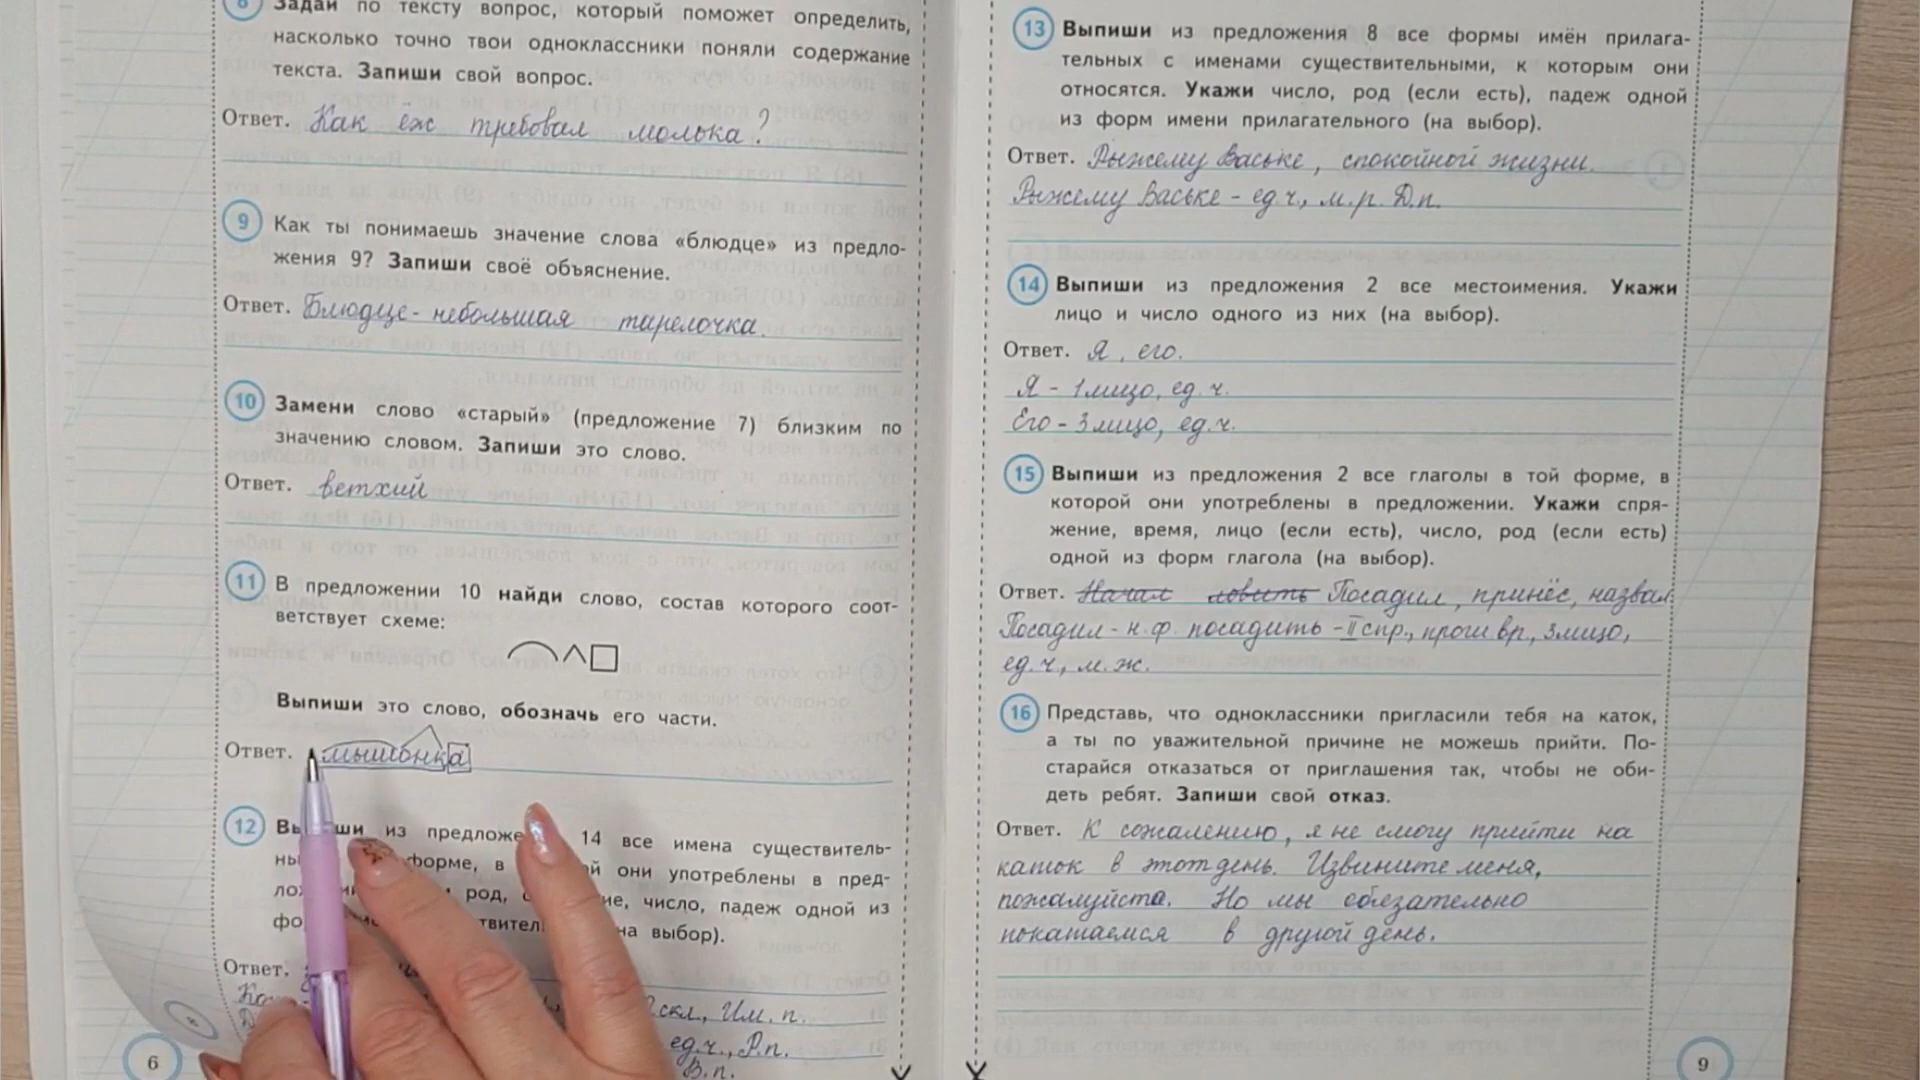 8 Задай по тексту вопрос, который поможет определить,
насколько точно твои одноклассники поняли содержание
текста. Запиши свой вопрос.
Ответ. Как ёж требовал молока?
9 Как ты понимаешь значение слова «блюдце» из предло-
жения 9? Запиши своё объяснение.
Ответ. Блюдце - небольшая тарелочка.
10 Замени слово «старый» (предложение 7) близким по
значению словом. Запиши это слово.
Ответ. ветхий
11 В предложении 10 найди слово, состав которого соот-
ветствует схеме:
Выпиши это слово, обозначь его части.
Ответ. мышонка
12 из 14 все имена существитель-
форме, в они употреблены в пред-
род, число, падеж одной из
на выбор).
Ответ.
скл., Им. п.
ед.ч., Р.п.
В.п.
6
13 Выпиши из предложения 8 все формы имён прилага-
тельных с именами существительными, к которым они
относятся. Укажи число, род (если есть), падеж одной
из форм имени прилагательного (на выбор).
Ответ. Рыжему Ваське, спокойной жизни.
Рыжему Ваське - ед.ч., м.р. Д.п.
14 Выпиши из предложения 2 все местоимения. Укажи
лицо и число одного из них (на выбор).
Ответ. Я, его.
Я - 1 лицо, ед.ч.
Его - 3 лицо, ед.ч.
15 Выпиши из предложения 2 все глаголы в той форме, в
которой они употреблены в предложении. Укажи спря-
жение, время, лицо (если есть), число, род (если есть)
одной из форм глагола (на выбор).
Ответ. Начал ловить Посадил, принёс, назвал
Посадил - н.ф. посадить - II спр., прош вр., 3 лицо,
ед.ч., м.ж.
16 Представь, что одноклассники пригласили тебя на каток,
а ты по уважительной причине не можешь прийти. По-
старайся отказаться от приглашения так, чтобы не оби-
деть ребят. Запиши свой отказ.
Ответ. К сожалению, я не смогу прийти на
каток в этот день. Извините меня,
пожалуйста. Но мы обязательно
покатаемся в другой день.
9